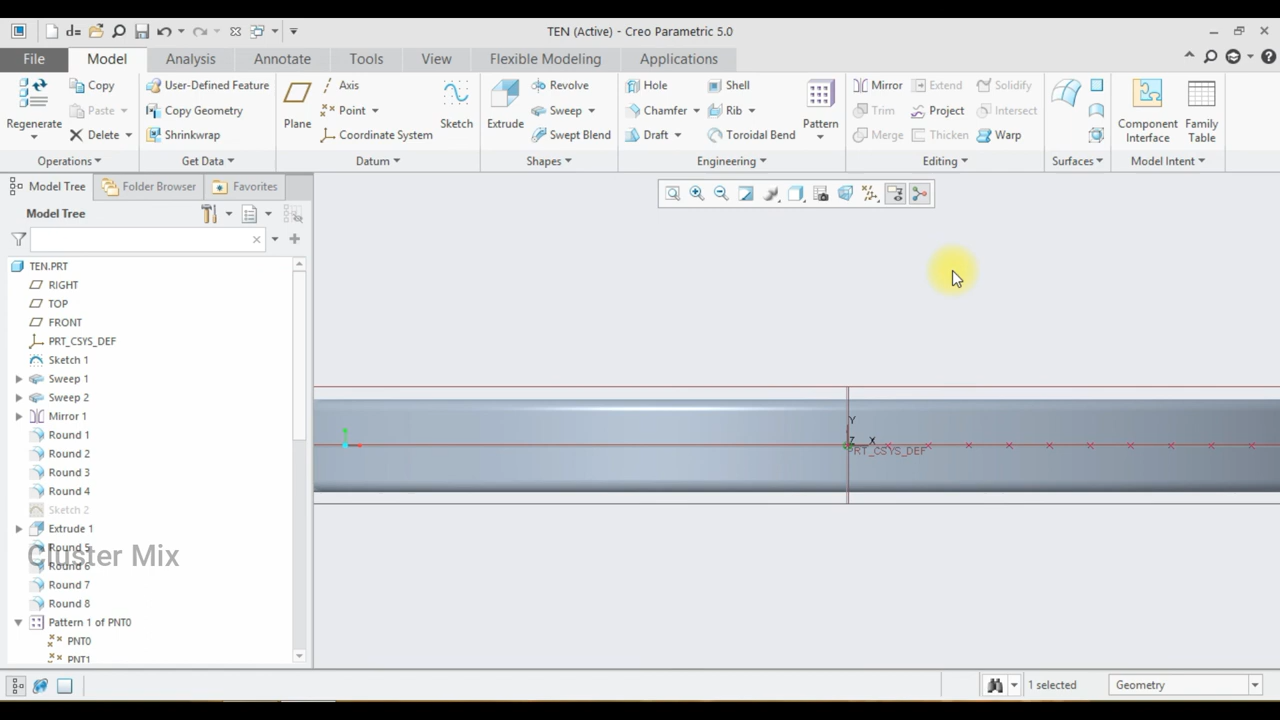 TEN (Active) - Creo Parametric 5.0
File Model Analysis Annotate Tools View Flexible Modeling Applications
Copy User-Defined Feature Axis Revolve Hole Shell Mirror Extend Solidify
Paste Copy Geometry Point Sweep Chamfer Rib Trim Project Intersect
Regenerate Plane Sketch Extrude Pattern Component Interface Family Table
Delete Shrinkwrap Coordinate System Swept Blend Draft Toroidal Bend Merge Thicken Warp
Operations Get Data Datum Shapes Engineering Editing Surfaces Model Intent
Model Tree Folder Browser Favorites
Model Tree
TEN.PRT
RIGHT
TOP
FRONT
PRT_CSYS_DEF
Sketch 1
Sweep 1
Sweep 2
Mirror 1
Round 1
Round 2
Round 3
Round 4
Sketch 2
Extrude 1
Round 5
Cluster Mix
Round 6
Round 7
Round 8
Pattern 1 of PNT0
PNT0
PNT1
Y
Z X
PRT_CSYS_DEF
1 selected Geometry